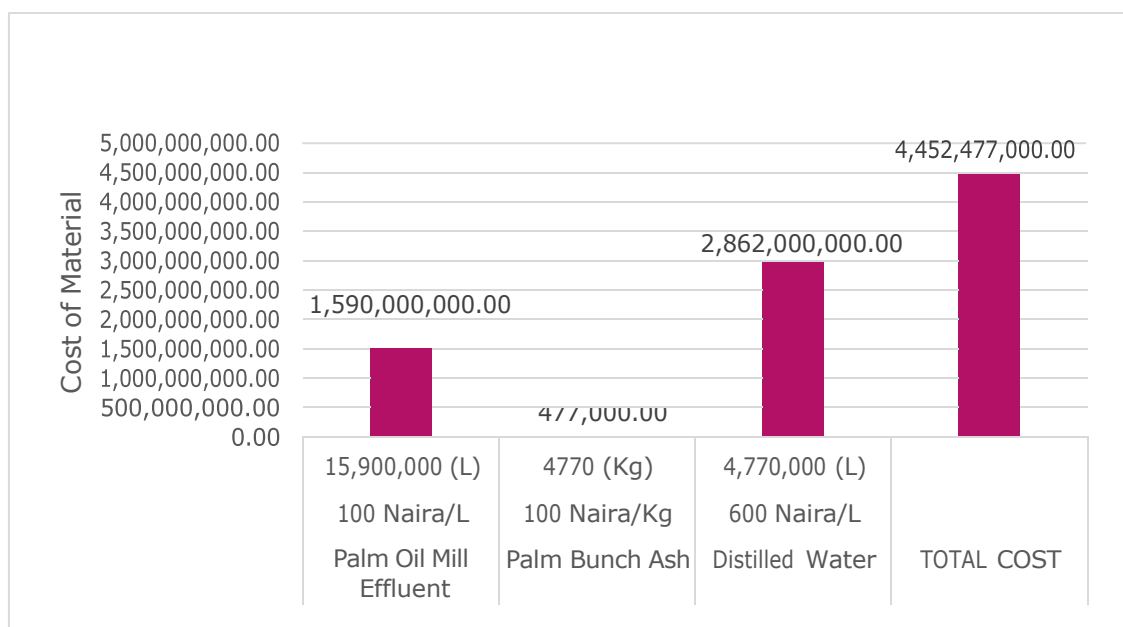 Cost of Material
5,000,000,000.00
4,500,000,000.00
4,000,000,000.00
3,500,000,000.00
3,000,000,000.00
2,500,000,000.00
2,000,000,000.00
1,500,000,000.00
1,000,000,000.00
500,000,000.00
0.00
1,590,000,000.00
477,000.00
2,862,000,000.00
4,452,477,000.00
15,900,000 (L)
4770 (Kg)
4,770,000 (L)
100 Naira/L
100 Naira/Kg
600 Naira/L
Palm Oil Mill
Effluent
Palm Bunch Ash
Distilled Water
TOTAL COST